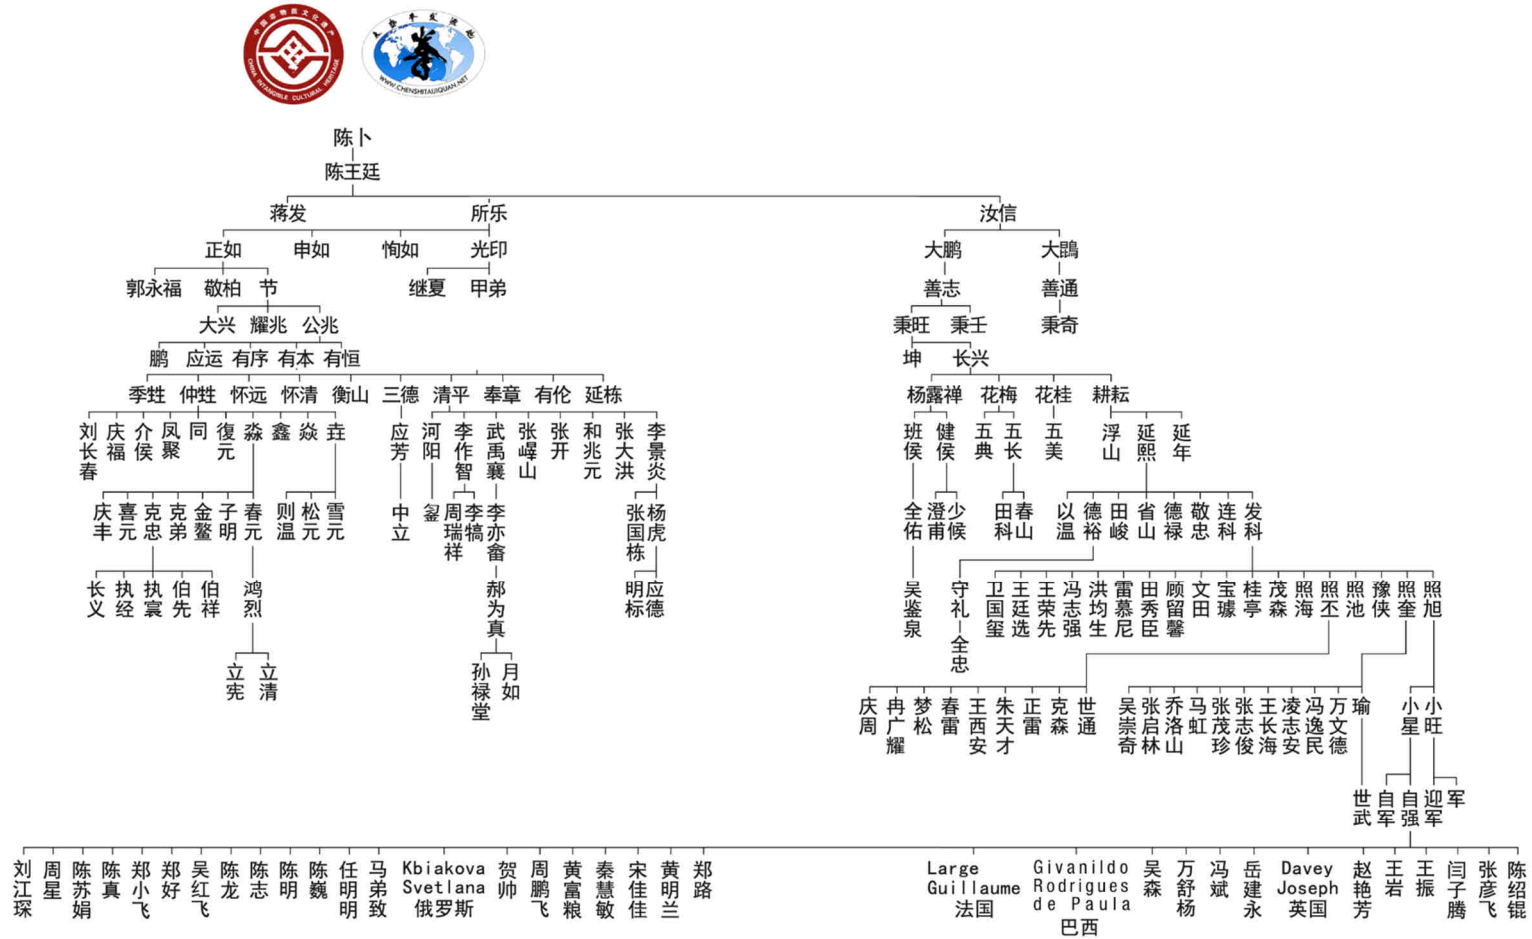 中国非物质文化遗产
CHINA INTANGIBLE CULTURAL HERITAGE
拳
WWW.CHENSHITAIJIQUAN.NET
陈卜
陈王廷
蒋发 所乐 汝信
正如 申如 恂如 光印 大鹏 大鹍
郭永福 敬柏 节 继夏 甲弟 善志 善通
大兴 耀兆 公兆 秉旺 秉壬 秉奇
鹏 应运 有序 有本 有恒 坤 长兴
季甡 仲甡 怀远 怀清 衡山 三德 清平 奉章 有伦 延栋 杨露禅 花梅 花桂 耕耘
刘长春 庆福 介侯 凤聚 同 復元 淼 鑫 焱 垚 应芳 河阳 李作智 武禹襄 张嶧山 张开 和兆元 张大洪 李景炎 班侯 健侯 五典 五长 五美 浮山 延熙 延年
庆丰 喜元 克忠 克弟 金鳌 子明 春元 则温 松元 雪元 中立 鋆 周瑞祥 李犒 李亦畬 张国栋 杨虎 全佑 澄甫 少候 田科 春山 以温 德裕 田峻 省山 德禄 敬忠 连科 发科
长义 执经 执寰 伯先 伯祥 鸿烈 郝为真 明标 应德 吴鉴泉 守礼 卫国玺 王廷选 王荣先 冯志强 洪均生 雷慕尼 田秀臣 顾留馨 文田 宝璩 桂亭 茂森 照海 照丕 照池 豫侠 照奎 照旭
全忠
立宪 立清 孙禄堂 月如 庆周 冉广耀 梦松 春雷 王西安 朱天才 正雷 克森 世通 吴崇奇 张启林 乔洛山 马虹 张茂珍 张志俊 王长海 凌志安 冯逸民 万文德 瑜 小星 小旺
世武 自军 自强 迎军 军
刘江琛 周星 陈苏娟 陈真 郑小飞 郑好 吴红飞 陈龙 陈志 陈明 陈巍 任明明 马弟致 Kbiakova Svetlana 俄罗斯 贺帅 周鹏飞 黄富粮 秦慧敏 宋佳佳 黄明兰 郑路 Large Guillaume 法国 Givanildo Rodrigues de Paula 巴西 吴森 万舒杨 冯斌 岳建永 Davey Joseph 英国 赵艳芳 王岩 王振 闫子腾 张彦飞 陈绍锟